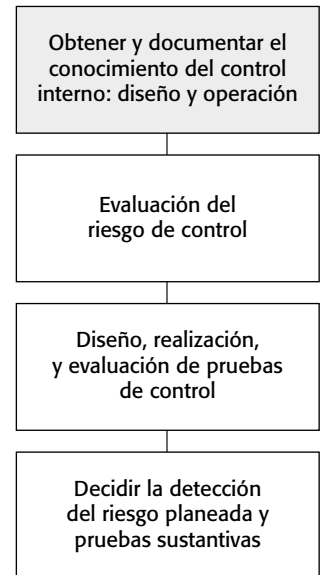 Obtener y documentar el
conocimiento del control
interno: diseño y operación
Evaluación del
riesgo de control
Diseño, realización,
y evaluación de pruebas
de control
Decidir la detección
del riesgo planeada y
pruebas sustantivas